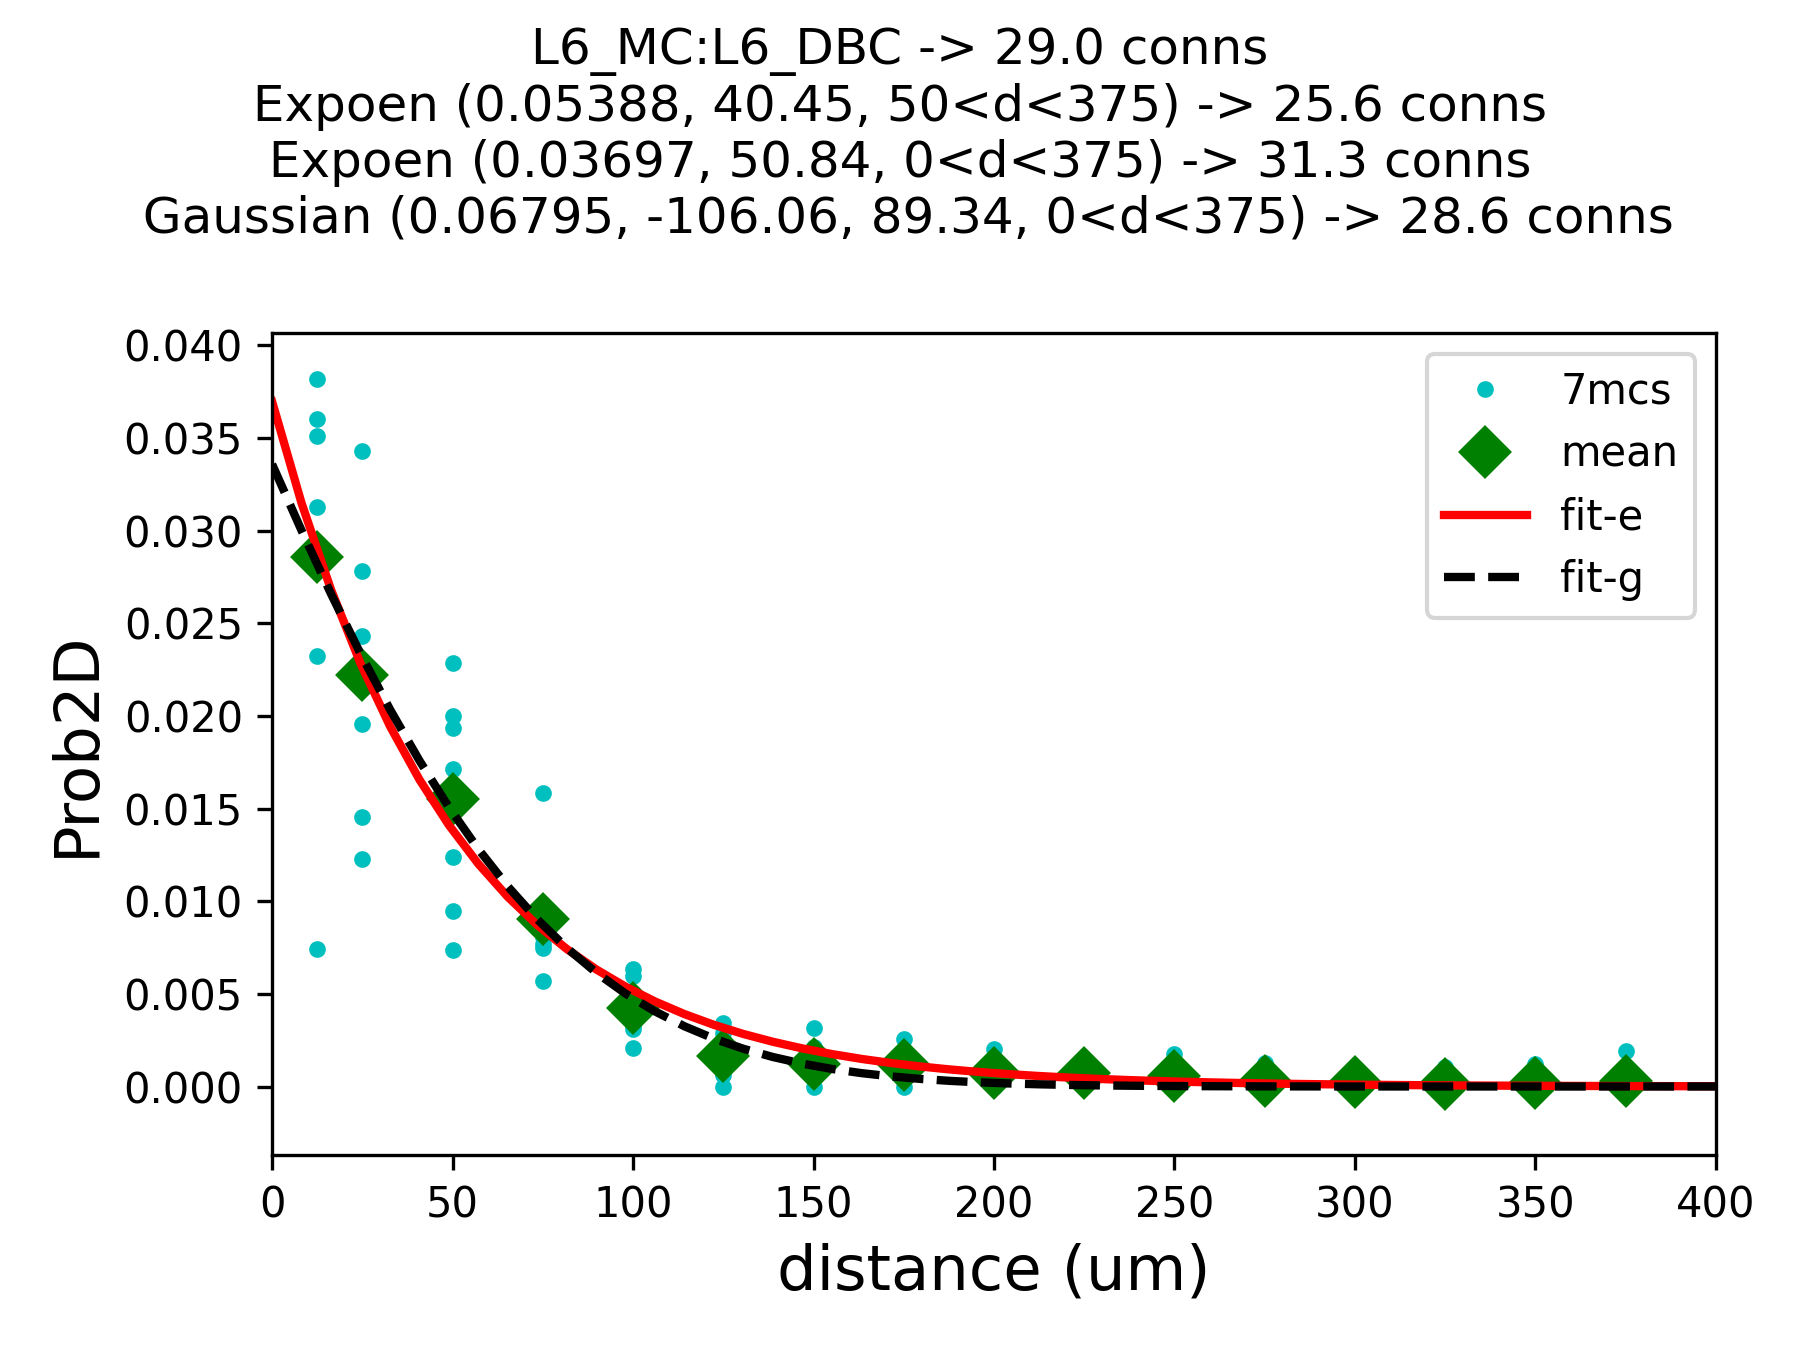 L6_MC:L6_DBC -> 29.0 conns
Expoen (0.05388, 40.45, 50<d<375) -> 25.6 conns
Expoen (0.03697, 50.84, 0<d<375) -> 31.3 conns
Gaussian (0.06795, -106.06, 89.34, 0<d<375) -> 28.6 conns
0.040
0.035
0.030
0.025
0.020
0.015
0.010
0.005
0.000
Prob2D
7mcs
mean
fit-e
fit-g
0 50 100 150 200 250 300 350 400
distance (um)